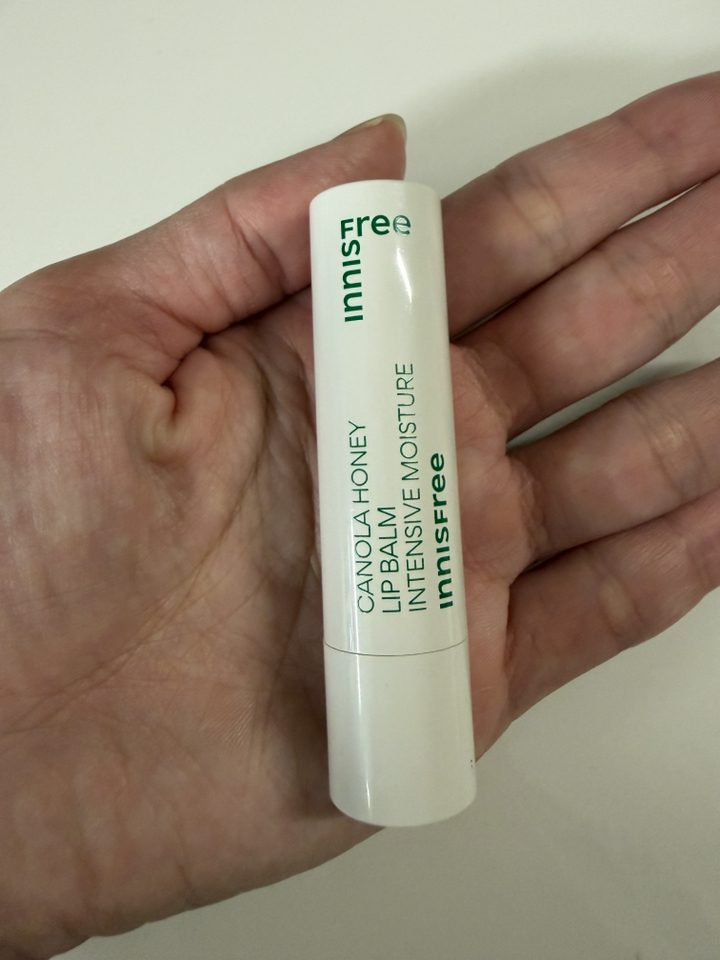 innisFree
CANOLA HONEY
LIP BALM
INTENSIVE MOISTURE
innisFree